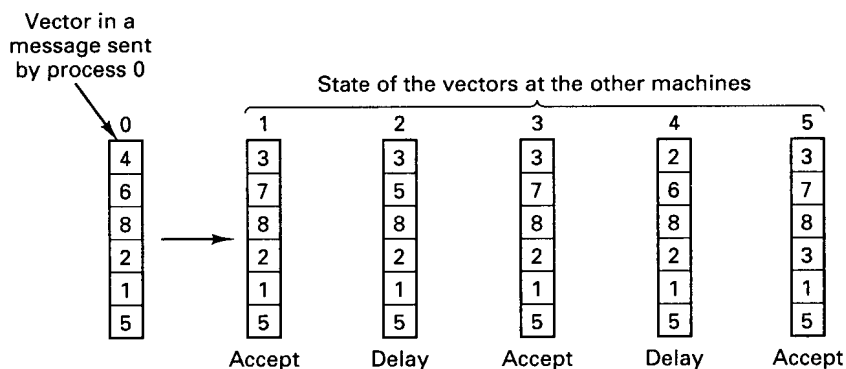 Vector in a
message sent
by process 0
State of the vectors at the other machines
0 1 2 3 4 5
4 3 3 3 2 3
6 7 5 7 6 7
8 8 8 8 8 8
2 2 2 2 2 3
1 1 1 1 1 1
5 5 5 5 5 5
Accept Delay Accept Delay Accept